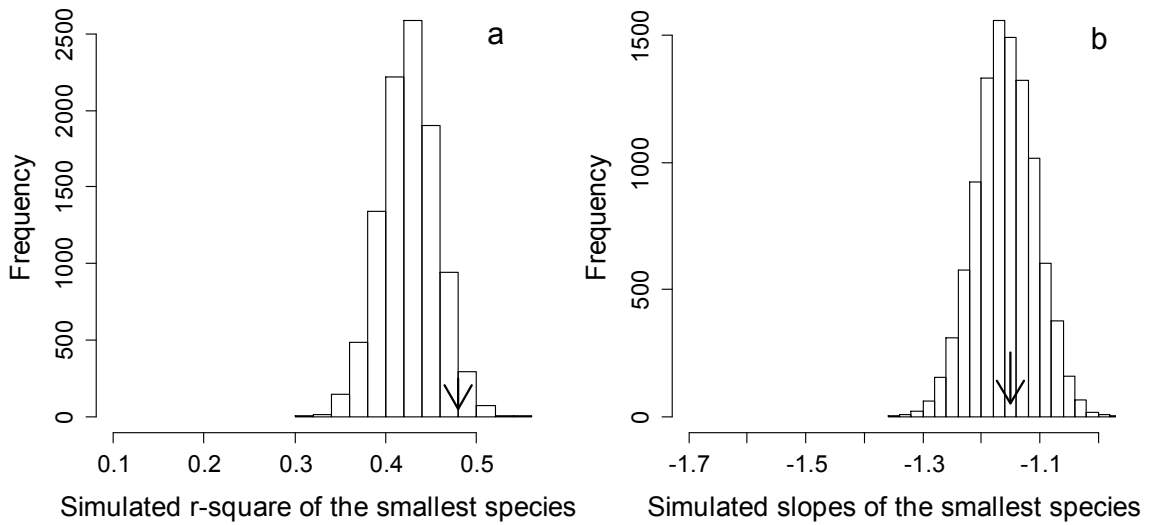 a
Frequency
2500
2000
1500
1000
500
0
0.1 0.2 0.3 0.4 0.5
Simulated r-square of the smallest species
b
Frequency
1500
1000
500
0
-1.7 -1.5 -1.3 -1.1
Simulated slopes of the smallest species